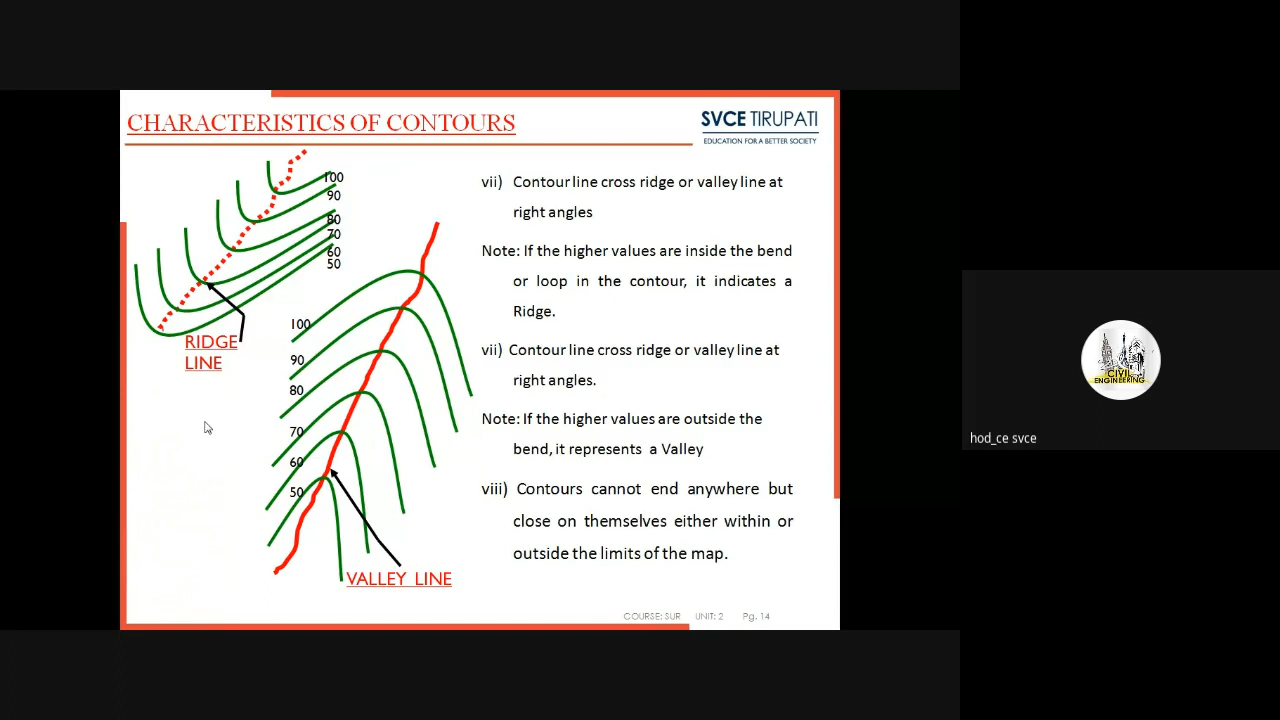 CHARACTERISTICS OF CONTOURS
SVCE TIRUPATI
EDUCATION FOR A BETTER SOCIETY
100
90
80
70
60
50
RIDGE
LINE
100
90
80
70
60
50
VALLEY LINE
vii) Contour line cross ridge or valley line at
right angles
Note: If the higher values are inside the bend
or loop in the contour, it indicates a
Ridge.
vii) Contour line cross ridge or valley line at
right angles.
Note: If the higher values are outside the
bend, it represents a Valley
viii) Contours cannot end anywhere but
close on themselves either within or
outside the limits of the map.
COURSE: SUR UNIT: 2 Pg. 14
CIVIL
ENGINEERING
hod_ce svce